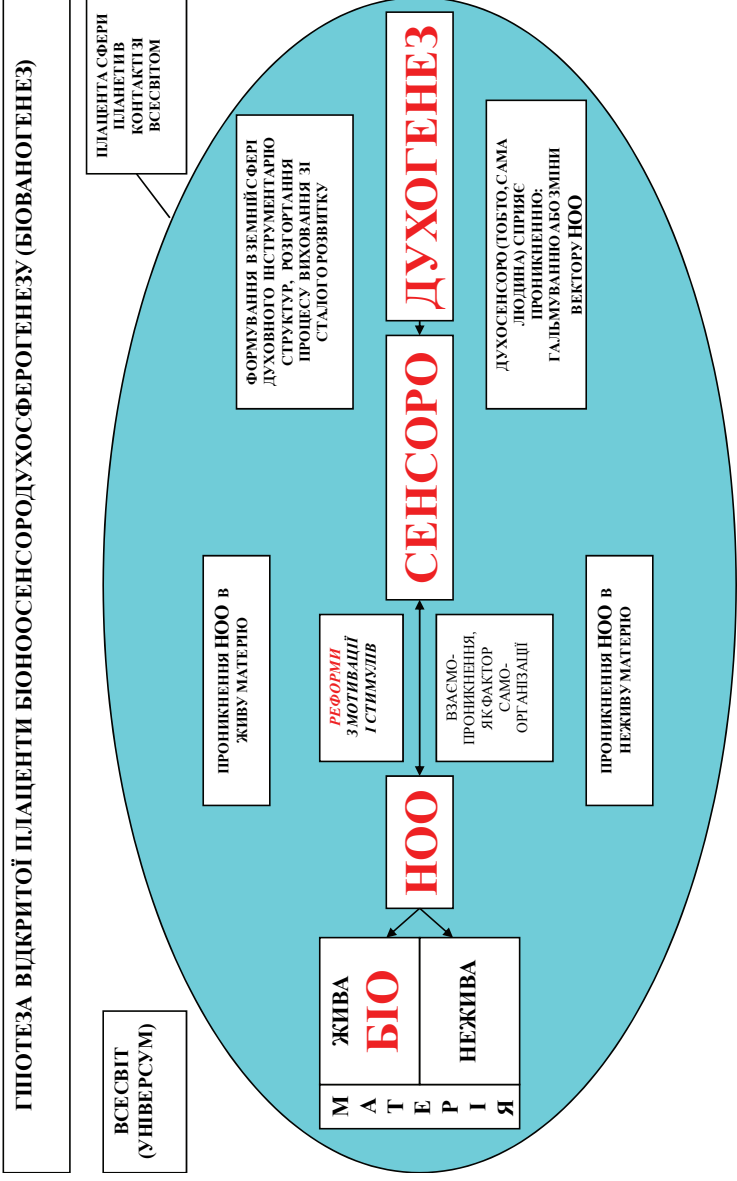 ГІПОТЕЗА ВІДКРИТОЇ ПЛАЦЕНТИ БІОНООСЕНСОРОДУХОСФЕРОГЕНЕЗУ (БІОВАНОГЕНЕЗ)
ВСЕСВІТ
(УНІВЕРСУМ)
ПЛАЦЕНТА СФЕРИ
ПЛАНЕТИ В
КОНТАКТІ ЗІ
ВСЕСВІТОМ
ПРОНИКНЕННЯ НОО В
ЖИВУ МАТЕРІЮ
ФОРМУВАННЯ В ЗЕМНІЙ СФЕРІ
ДУХОВНОГО ІНСТРУМЕНТАРІЮ
СТРУКТУР, РОЗГОРТАННЯ
ПРОЦЕСУ ВИХОВАННЯ ЗІ
СТАЛОГО РОЗВИТКУ
МАТЕРІЯ
ЖИВА
БІО
НЕЖИВА
НОО
РЕФОРМИ
З МОТИВАЦІЇ
І СТИМУЛІВ
ВЗАЄМО-
ПРОНИКНЕННЯ,
ЯК ФАКТОР
САМО-
ОРГАНІЗАЦІЇ
СЕНСОРО
ДУХОГЕНЕЗ
ПРОНИКНЕННЯ НОО В
НЕЖИВУ МАТЕРІЮ
ДУХОСЕНСОРО (ТОБТО, САМА
ЛЮДИНА) СПРИЯЄ
ПРОНИКНЕННЮ:
ГАЛЬМУВАННЮ АБО ЗМІНИ
ВЕКТОРУ НОО